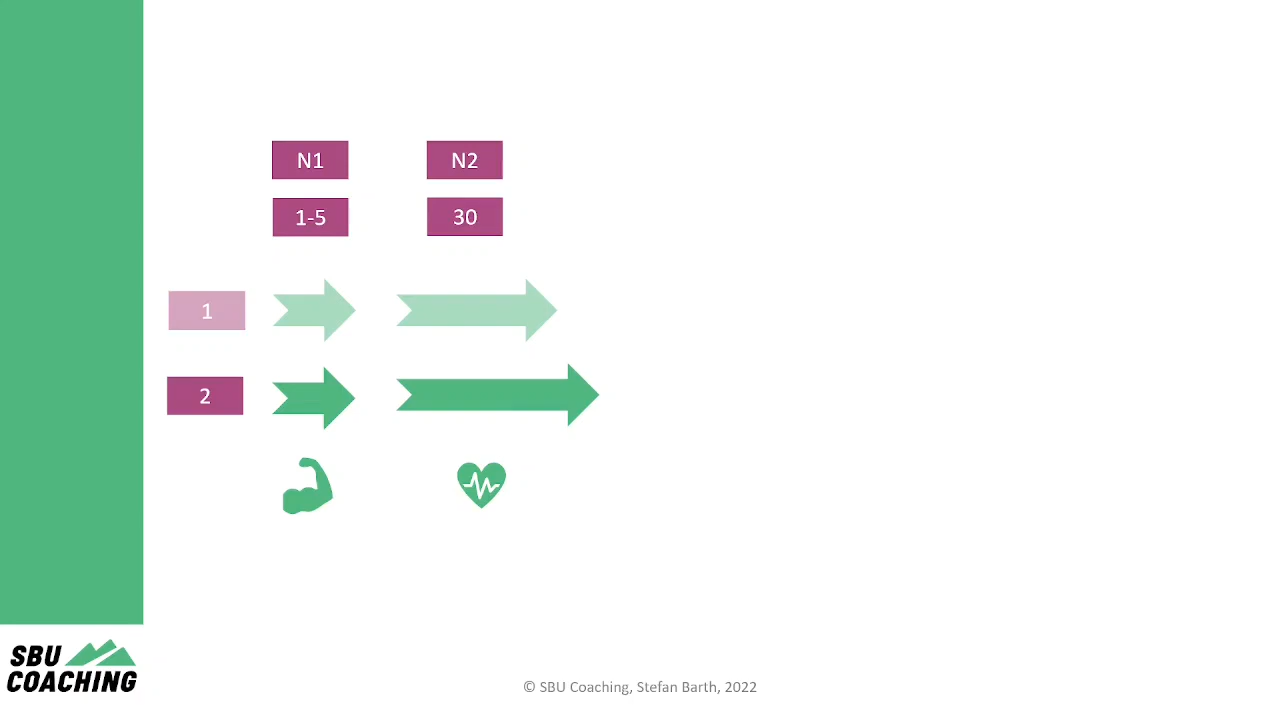 N1 N2
1-5 30
1
2
SBU
COACHING
© SBU Coaching, Stefan Barth, 2022